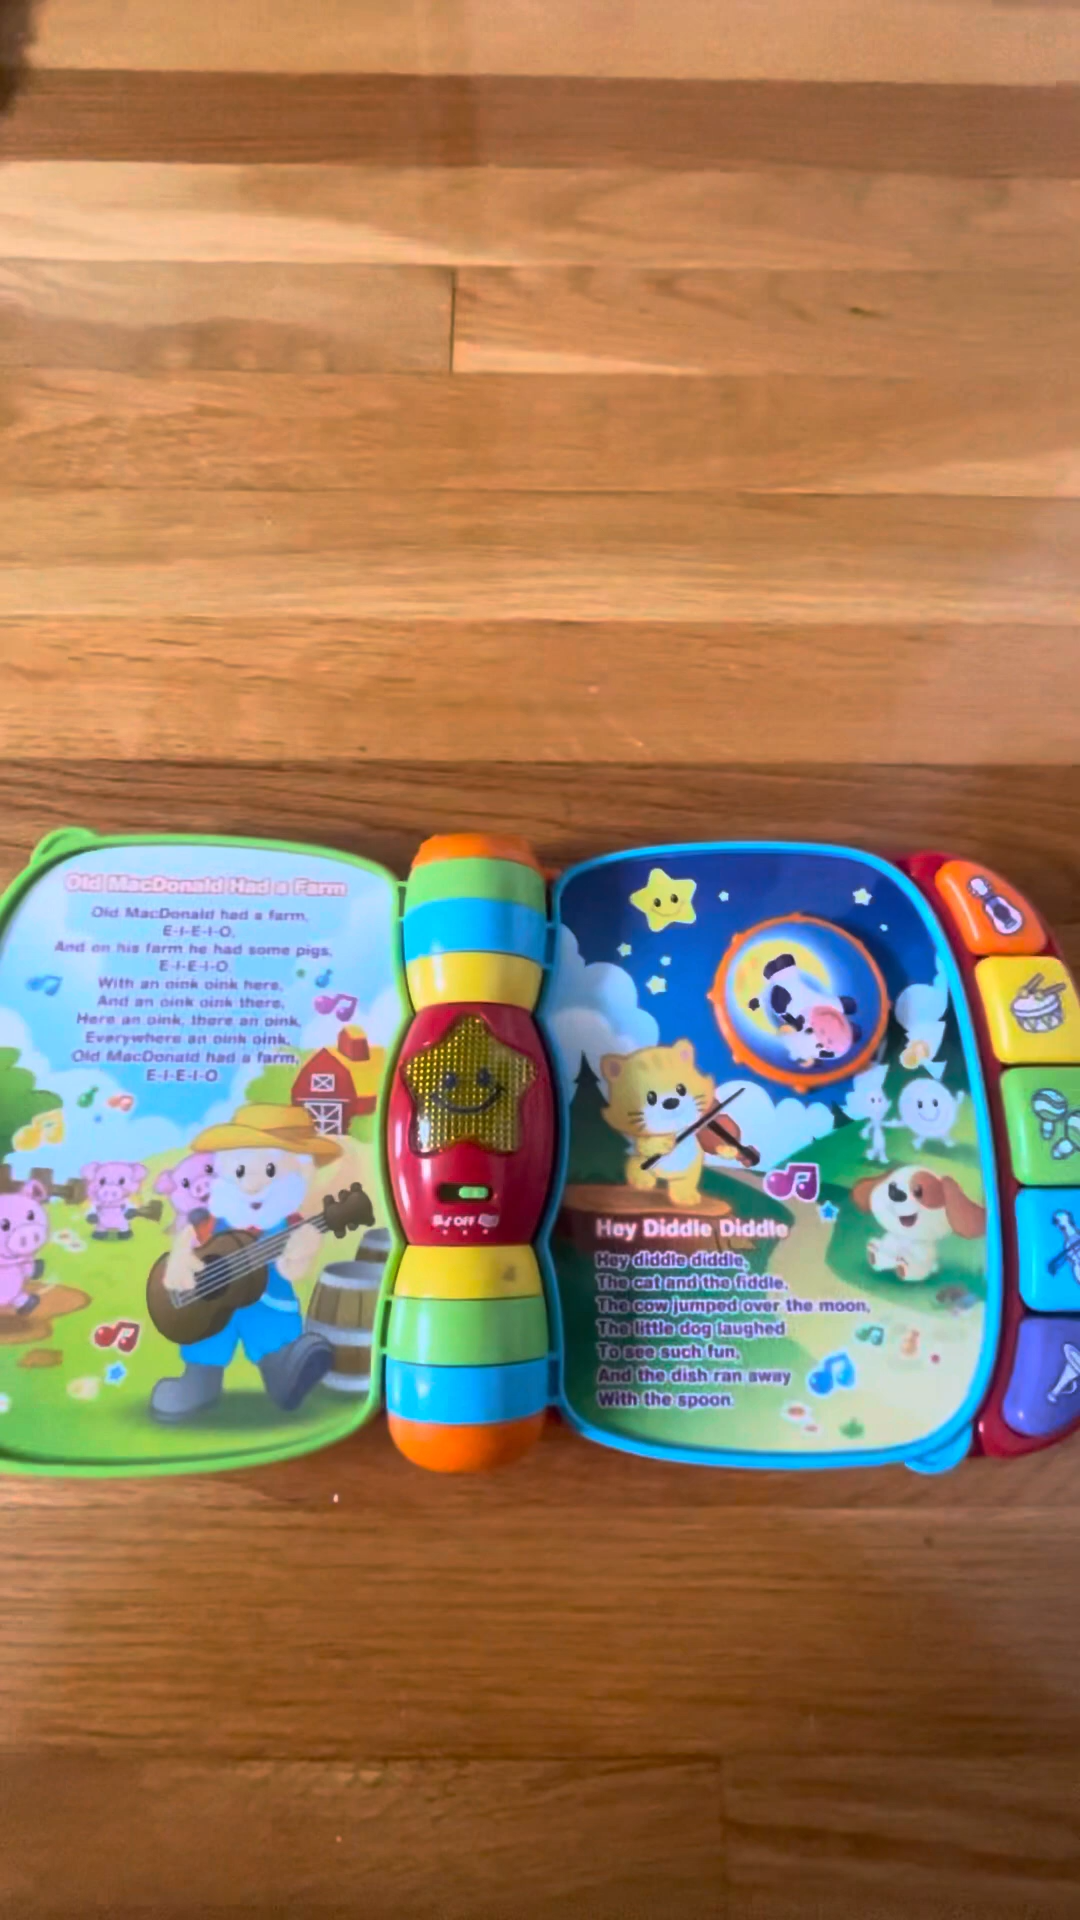 Old MacDonald Had a Farm
Old MacDonald had a farm,
E-I-E-I-O,
And on his farm he had some pigs,
E-I-E-I-O.
With an oink oink here,
And an oink oink there,
Here an oink, there an oink,
Everywhere an oink oink,
Old MacDonald had a farm,
E-I-E-I-O
OFF
Hey Diddle Diddle
Hey diddle diddle,
The cat and the fiddle,
The cow jumped over the moon,
The little dog laughed
To see such fun,
And the dish ran away
With the spoon